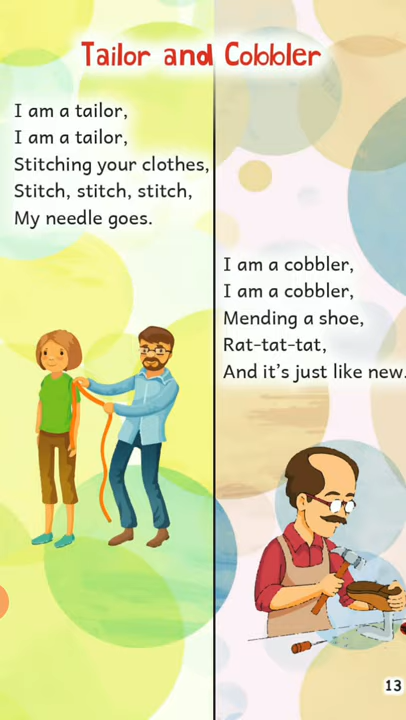 Tailor and Cobbler
I am a tailor,
I am a tailor,
Stitching your clothes,
Stitch, stitch, stitch,
My needle goes.
I am a cobbler,
I am a cobbler,
Mending a shoe,
Rat-tat-tat,
And it's just like new.
13